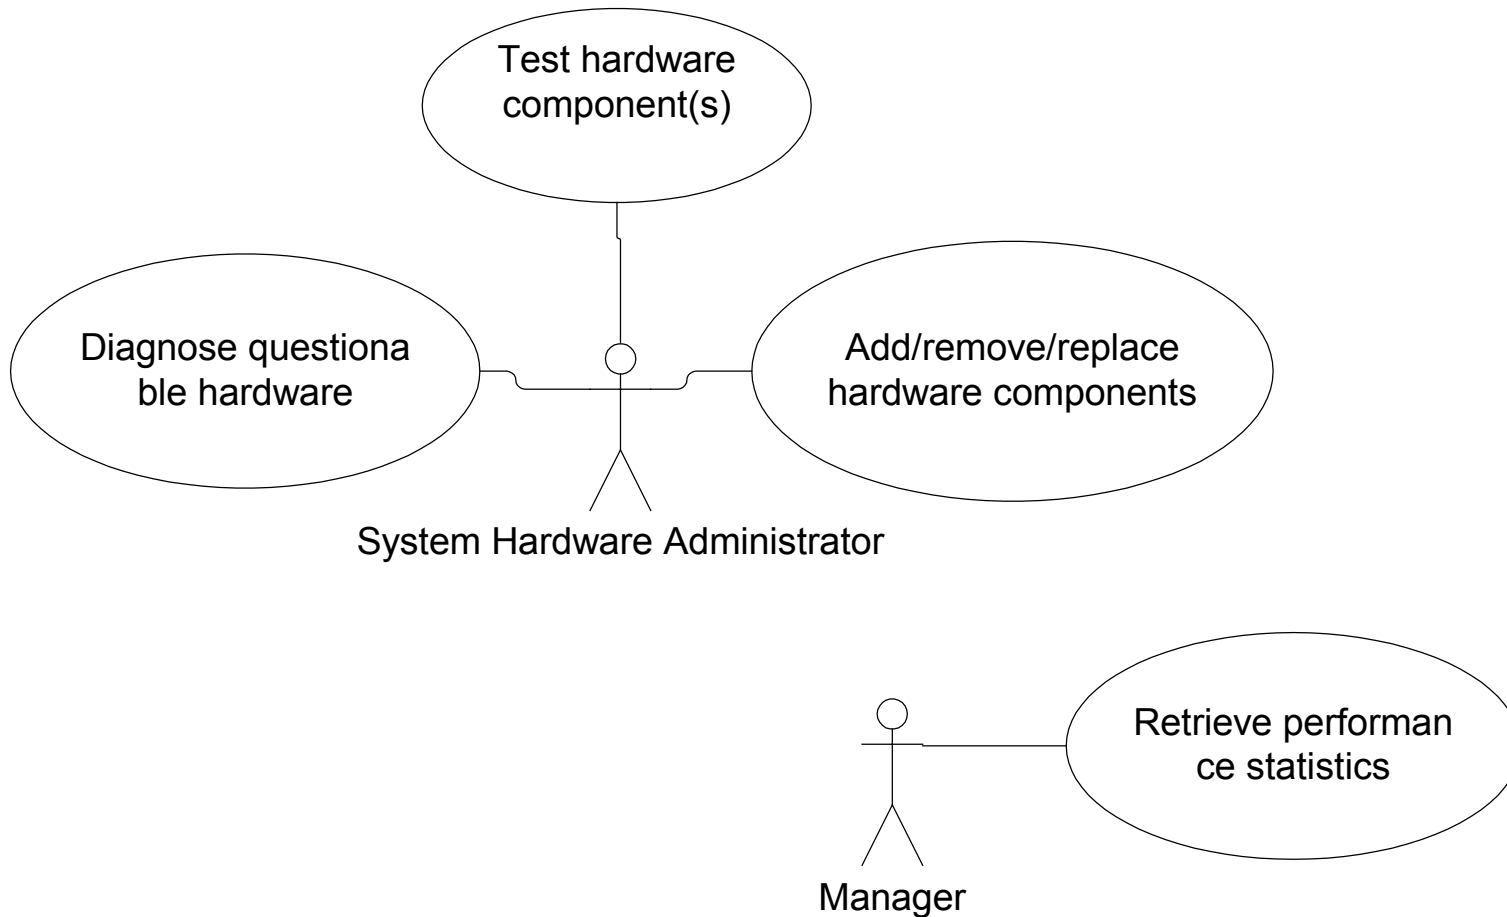 Test hardware
component(s)
Diagnose questiona
ble hardware
Add/remove/replace
hardware components
System Hardware Administrator
Retrieve performan
ce statistics
Manager